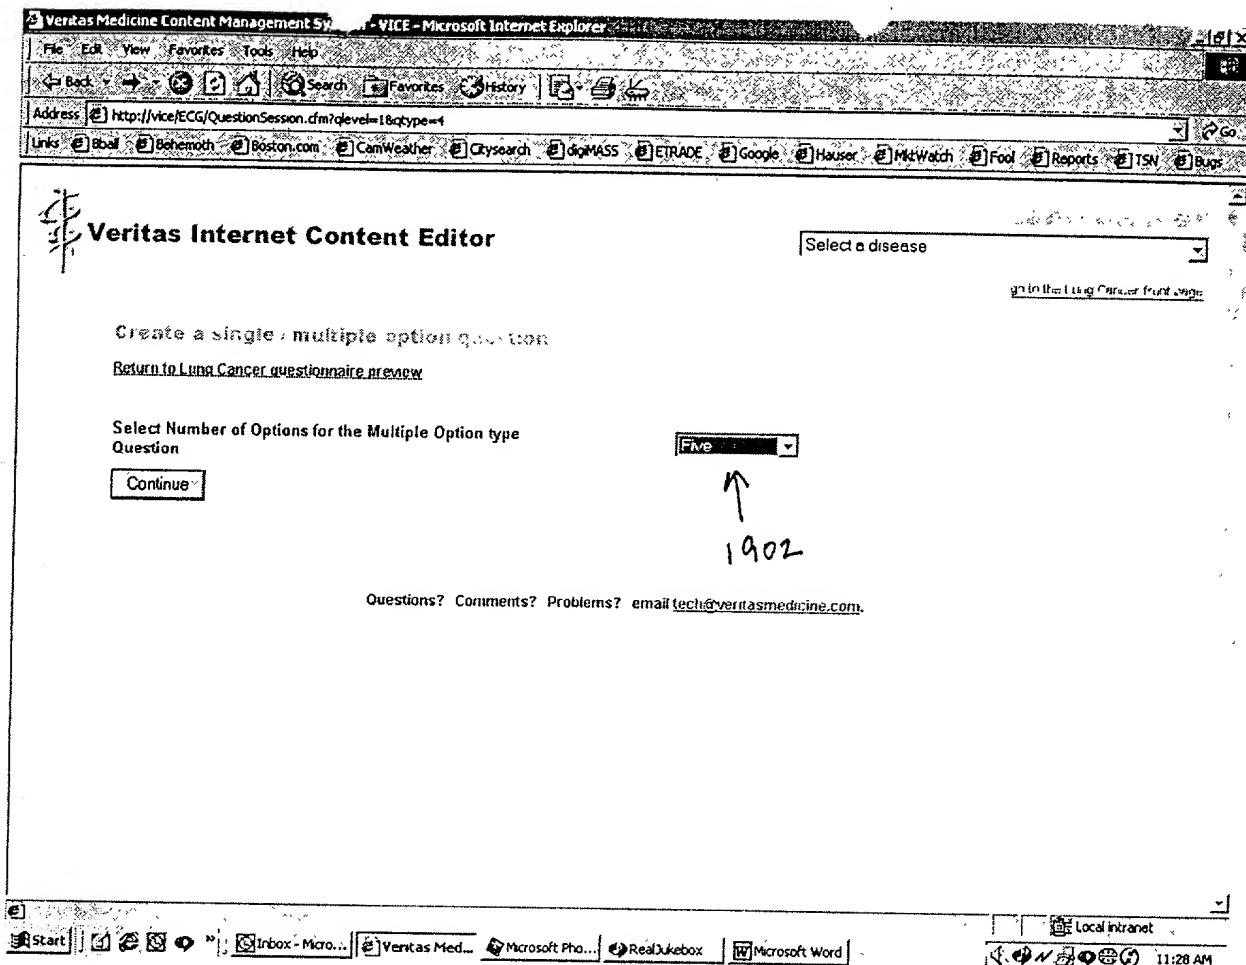 Veritas Medicine Content Management Sy - VICE - Microsoft Internet Explorer
File Edit View Favorites Tools Help
Back Search Favorites History
Address http://vice/ECG/QuestionSession.cfm?qlevel=1&qtype=4 Go
Links Bball Behemoth Boston.com CamWeather Citysearch digiMASS ETRADE Google Hauser MktWatch Fool Reports TSN Bugs
Veritas Internet Content Editor
Select a disease
go to the Lung Cancer front page
Create a single / multiple option question
Return to Lung Cancer questionnaire preview
Select Number of Options for the Multiple Option type
Question
Five
Continue
1902
Questions? Comments? Problems? email tech@veritasmedicine.com.
Local intranet
Start » Inbox - Micro... Veritas Med... Microsoft Pho... RealJukebox Microsoft Word 11:28 AM